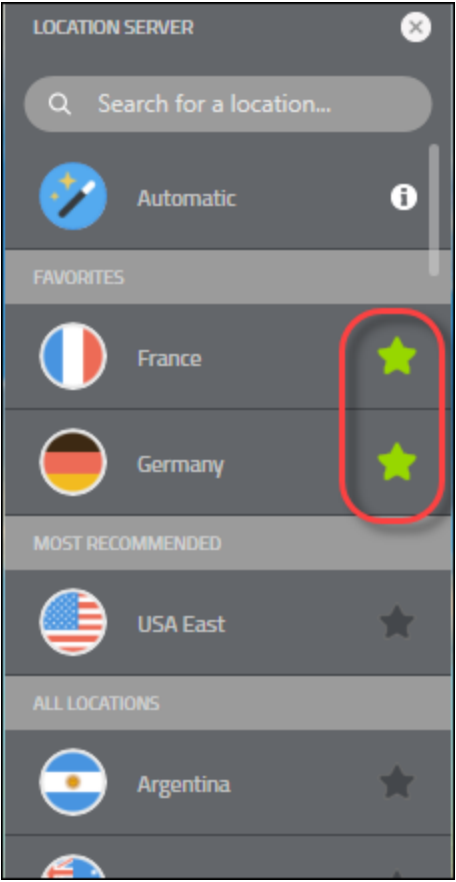 LOCATION SERVER
Search for a location...
Automatic
FAVORITES
France
Germany
MOST RECOMMENDED
USA East
ALL LOCATIONS
Argentina